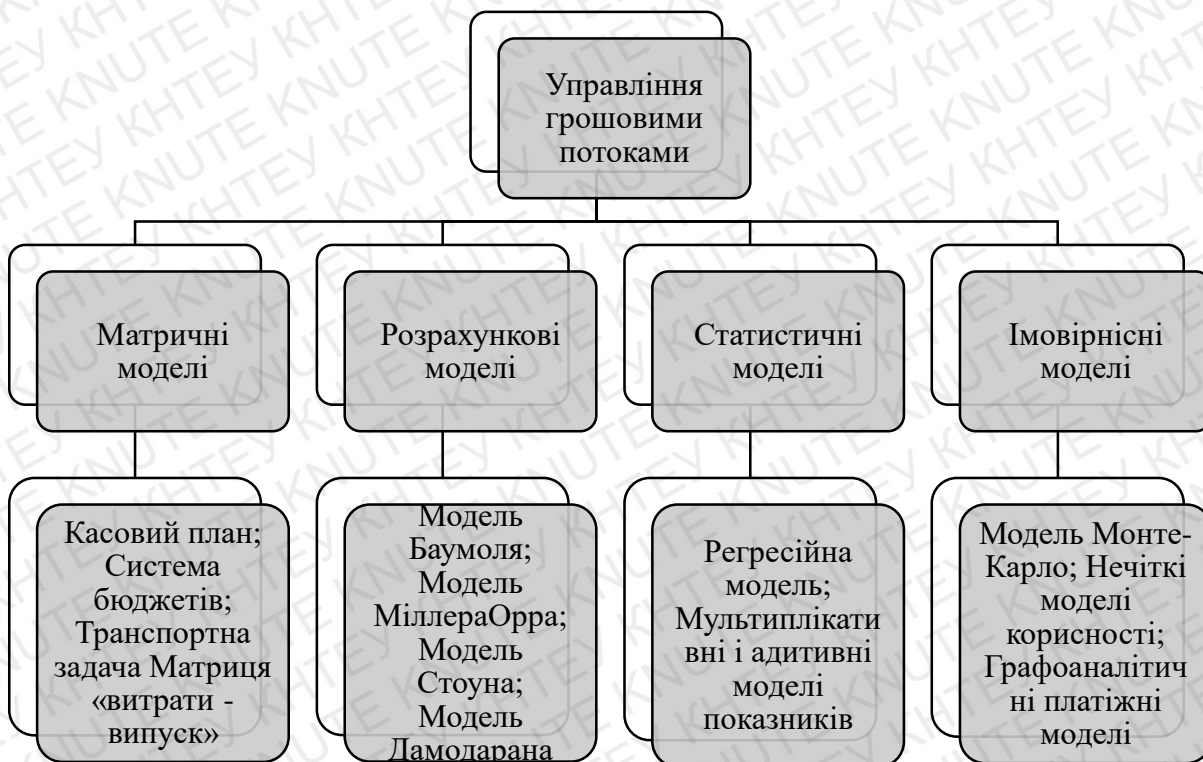 Управління
грошовими
потоками
Матричні
моделі
Розрахункові
моделі
Статистичні
моделі
Імовірнісні
моделі
Касовий план;
Система
бюджетів;
Транспортна
задача Матриця
«витрати -
випуск»
Модель
Баумоля;
Модель
МіллераОрра;
Модель
Стоуна;
Модель
Дамодарана
Регресійна
модель;
Мультиплікати
вні і адитивні
моделі
показників
Модель Монте-
Карло; Нечіткі
моделі
корисності;
Графоаналітич
ні платіжні
моделі